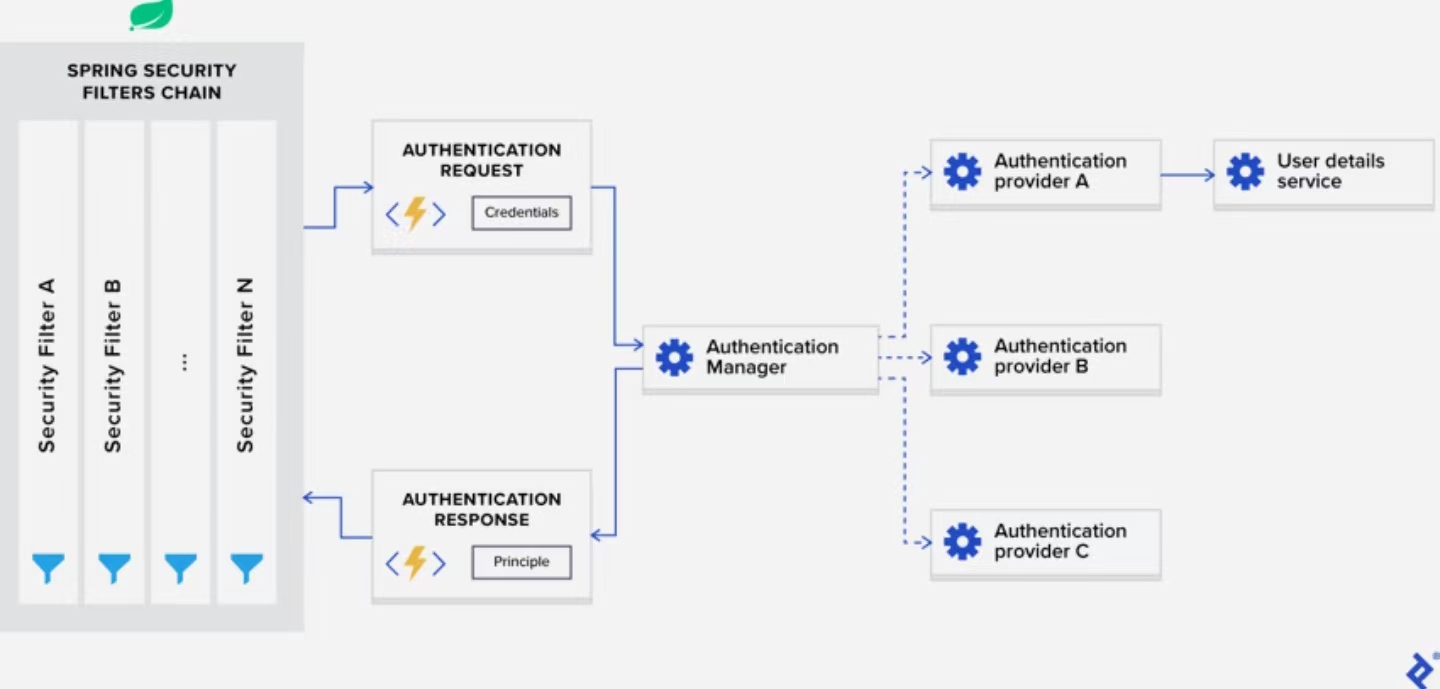 SPRING SECURITY
FILTERS CHAIN
Security Filter A
Security Filter B
...
Security Filter N
AUTHENTICATION
REQUEST
Credentials
AUTHENTICATION
RESPONSE
Principle
Authentication
Manager
Authentication
provider A
User details
service
Authentication
provider B
Authentication
provider C
®